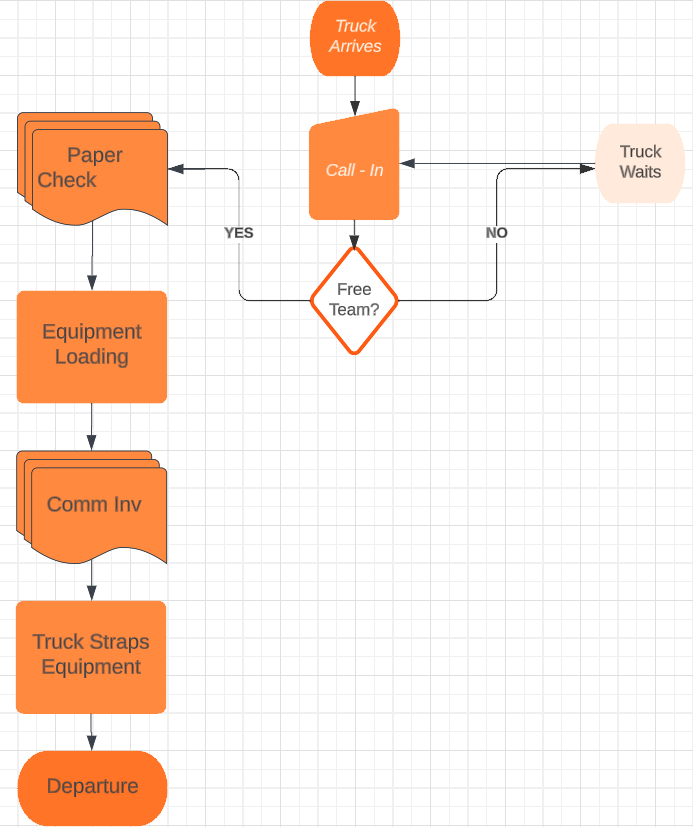 Truck
Arrives
Call - In
Truck
Waits
Free
Team?
YES
NO
Paper
Check
Equipment
Loading
Comm Inv
Truck Straps
Equipment
Departure